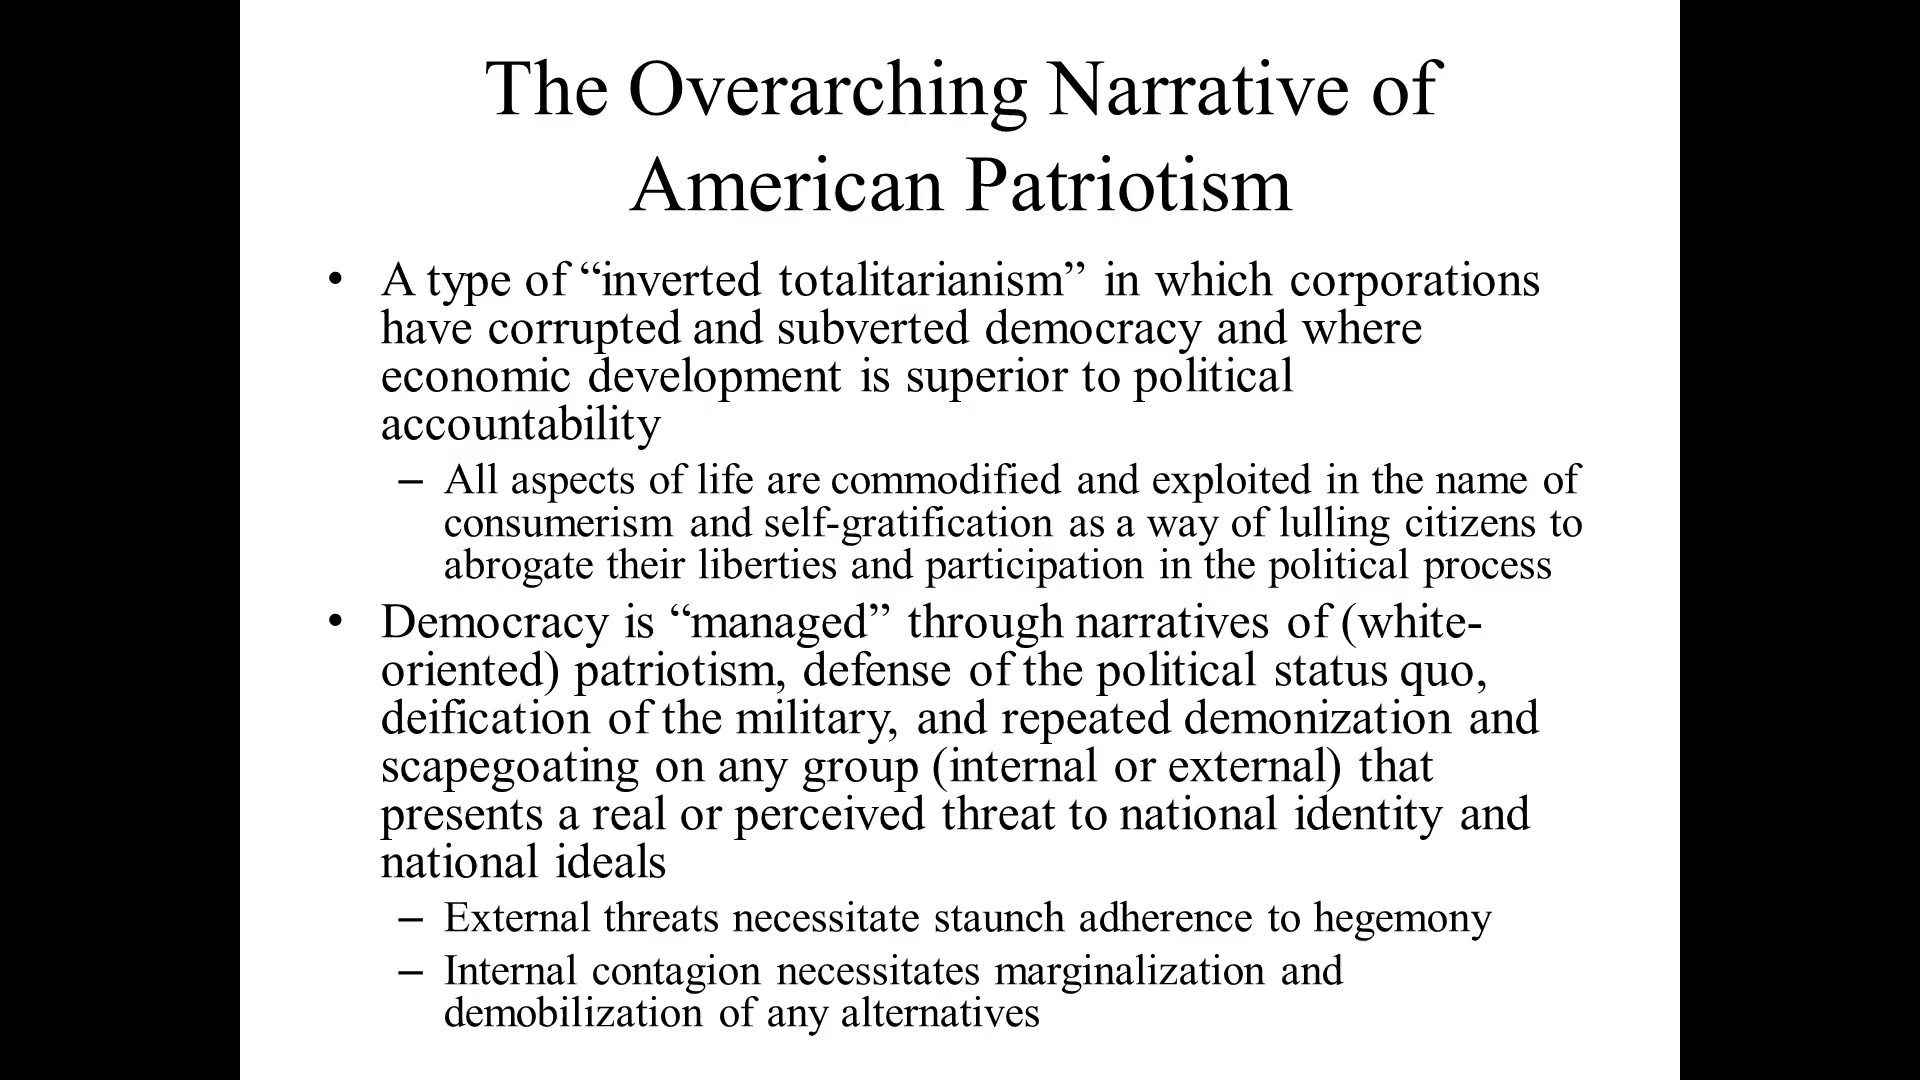 The Overarching Narrative of
American Patriotism
• A type of “inverted totalitarianism” in which corporations
have corrupted and subverted democracy and where
economic development is superior to political
accountability
– All aspects of life are commodified and exploited in the name of
consumerism and self-gratification as a way of lulling citizens to
abrogate their liberties and participation in the political process
• Democracy is “managed” through narratives of (white-
oriented) patriotism, defense of the political status quo,
deification of the military, and repeated demonization and
scapegoating on any group (internal or external) that
presents a real or perceived threat to national identity and
national ideals
– External threats necessitate staunch adherence to hegemony
– Internal contagion necessitates marginalization and
demobilization of any alternatives